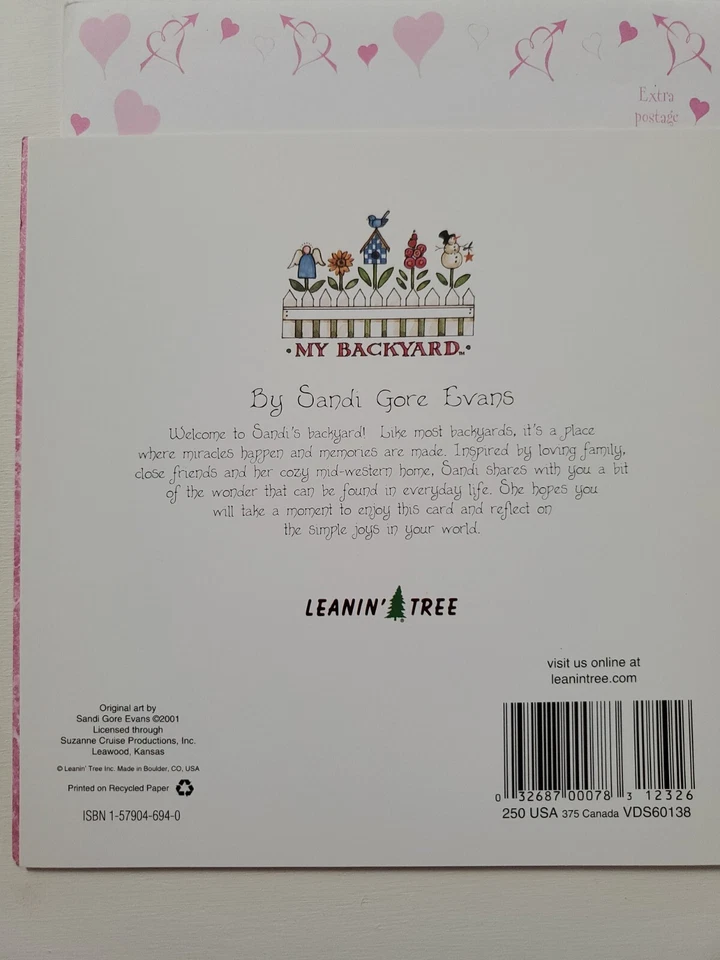 Extra
postage
• MY BACKYARD™ •
By Sandi Gore Evans
Welcome to Sandi's backyard! Like most backyards, it's a place
where miracles happen and memories are made. Inspired by loving family,
close friends and her cozy mid-western home, Sandi shares with you a bit
of the wonder that can be found in everyday life. She hopes you
will take a moment to enjoy this card and reflect on
the simple joys in your world.
LEANIN' TREE®
visit us online at
leanintree.com
Original art by
Sandi Gore Evans ©2001
Licensed through
Suzanne Cruise Productions, Inc.
Leawood, Kansas
© Leanin' Tree Inc. Made in Boulder, CO, USA
Printed on Recycled Paper
ISBN 1-57904-694-0
0 32687 00078 3 12326
250 USA 375 Canada VDS60138